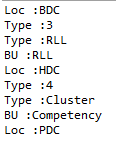 Loc :BDC
Type :3
Type :RLL
BU :RLL
Loc :HDC
Type :4
Type :Cluster
BU :Competency
Loc :PDC